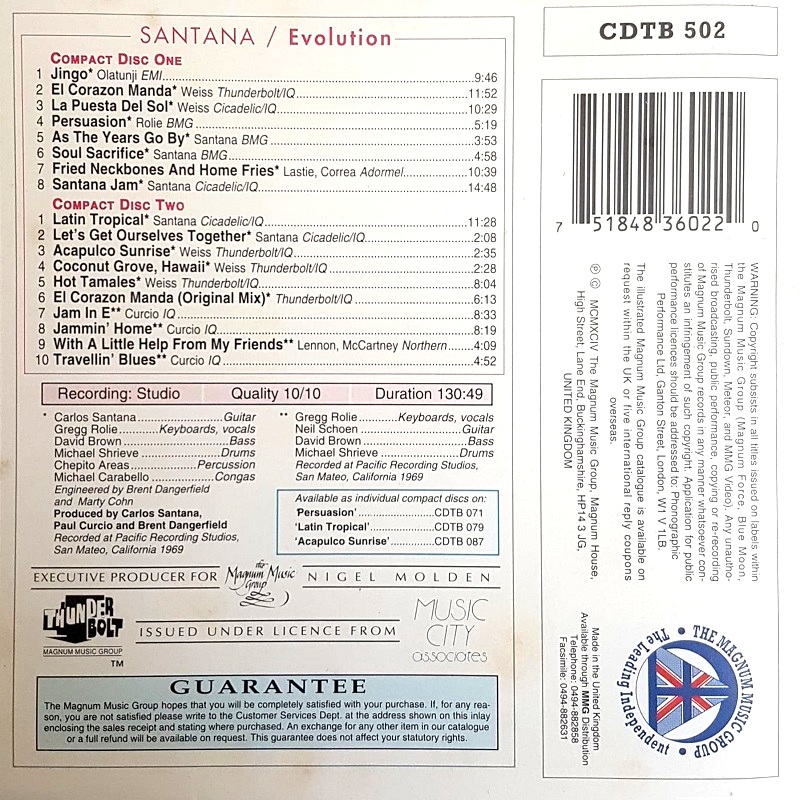 SANTANA / Evolution
COMPACT DISC ONE
1 Jingo* Olatunji EMI 9:46
2 El Corazon Manda* Weiss Thunderbolt/IQ 11:52
3 La Puesta Del Sol* Weiss Cicadelic/IQ 10:29
4 Persuasion* Rolie BMG 5:19
5 As The Years Go By* Santana BMG 3:53
6 Soul Sacrifice* Santana BMG 4:58
7 Fried Neckbones And Home Fries* Lastie, Correa Adormel 10:39
8 Santana Jam* Santana Cicadelic/IQ 14:48
COMPACT DISC TWO
1 Latin Tropical* Santana Cicadelic/IQ 11:28
2 Let's Get Ourselves Together* Santana Cicadelic/IQ 2:08
3 Acapulco Sunrise* Weiss Thunderbolt/IQ 2:35
4 Coconut Grove, Hawaii* Weiss Thunderbolt/IQ 2:28
5 Hot Tamales* Weiss Thunderbolt/IQ 8:04
6 El Corazon Manda (Original Mix)* Thunderbolt/IQ 6:13
7 Jam In E** Curcio IQ 8:33
8 Jammin' Home** Curcio IQ 8:19
9 With A Little Help From My Friends** Lennon, McCartney Northern 4:09
10 Travellin' Blues** Curcio IQ 4:52
Recording: Studio Quality 10/10 Duration 130:49
* Carlos Santana Guitar
Gregg Rolie Keyboards, vocals
David Brown Bass
Michael Shrieve Drums
Chepito Areas Percussion
Michael Carabello Congas
Engineered by Brent Dangerfield
and Marty Cohn
Produced by Carlos Santana,
Paul Curcio and Brent Dangerfield
Recorded at Pacific Recording Studios,
San Mateo, California 1969
** Gregg Rolie Keyboards, vocals
Neil Schoen Guitar
David Brown Bass
Michael Shrieve Drums
Recorded at Pacific Recording Studios,
San Mateo, California 1969
Available as individual compact discs on:
'Persuasion' CDTB 071
'Latin Tropical' CDTB 079
'Acapulco Sunrise' CDTB 087
EXECUTIVE PRODUCER FOR the Magnum Music Group NIGEL MOLDEN
THUNDER
BOLT
MAGNUM MUSIC GROUP
TM
ISSUED UNDER LICENCE FROM
MUSIC
CITY
associates
GUARANTEE
The Magnum Music Group hopes that you will be completely satisfied with your purchase. If, for any rea-
son, you are not satisfied please write to the Customer Services Dept. at the address shown on this inlay
enclosing the sales receipt and stating where purchased. An exchange for any other item in our catalogue
or a full refund will be available on request. This guarantee does not affect your statutory rights.
CDTB 502
7 51848 36022 0
WARNING: Copyright subsists in all titles issued on labels within
the Magnum Music Group (Magnum Force, Blue Moon,
Thunderbolt, Sundown, Meteor, and MMG Video). Any unautho-
rised broadcasting, public performance, copying or re-recording
of Magnum Music Group records in any manner whatsoever con-
stitutes an infringement of such copyright. Application for public
performance licences should be addressed to: Phonographic
Performance Ltd, Ganton Street, London, W1 V 1LB.
The illustrated Magnum Music Group catalogue is available on
request within the UK or five international reply coupons
overseas.
℗ © MCMXCIV The Magnum Music Group, Magnum House,
High Street, Lane End, Buckinghamshire, HP14 3 JG,
UNITED KINGDOM
Made in the United Kingdom
Available through MMG Distribution
Telephone: 0494-882858
Facsimile: 0494-882631
THE MAGNUM MUSIC GROUP
The Leading Independent